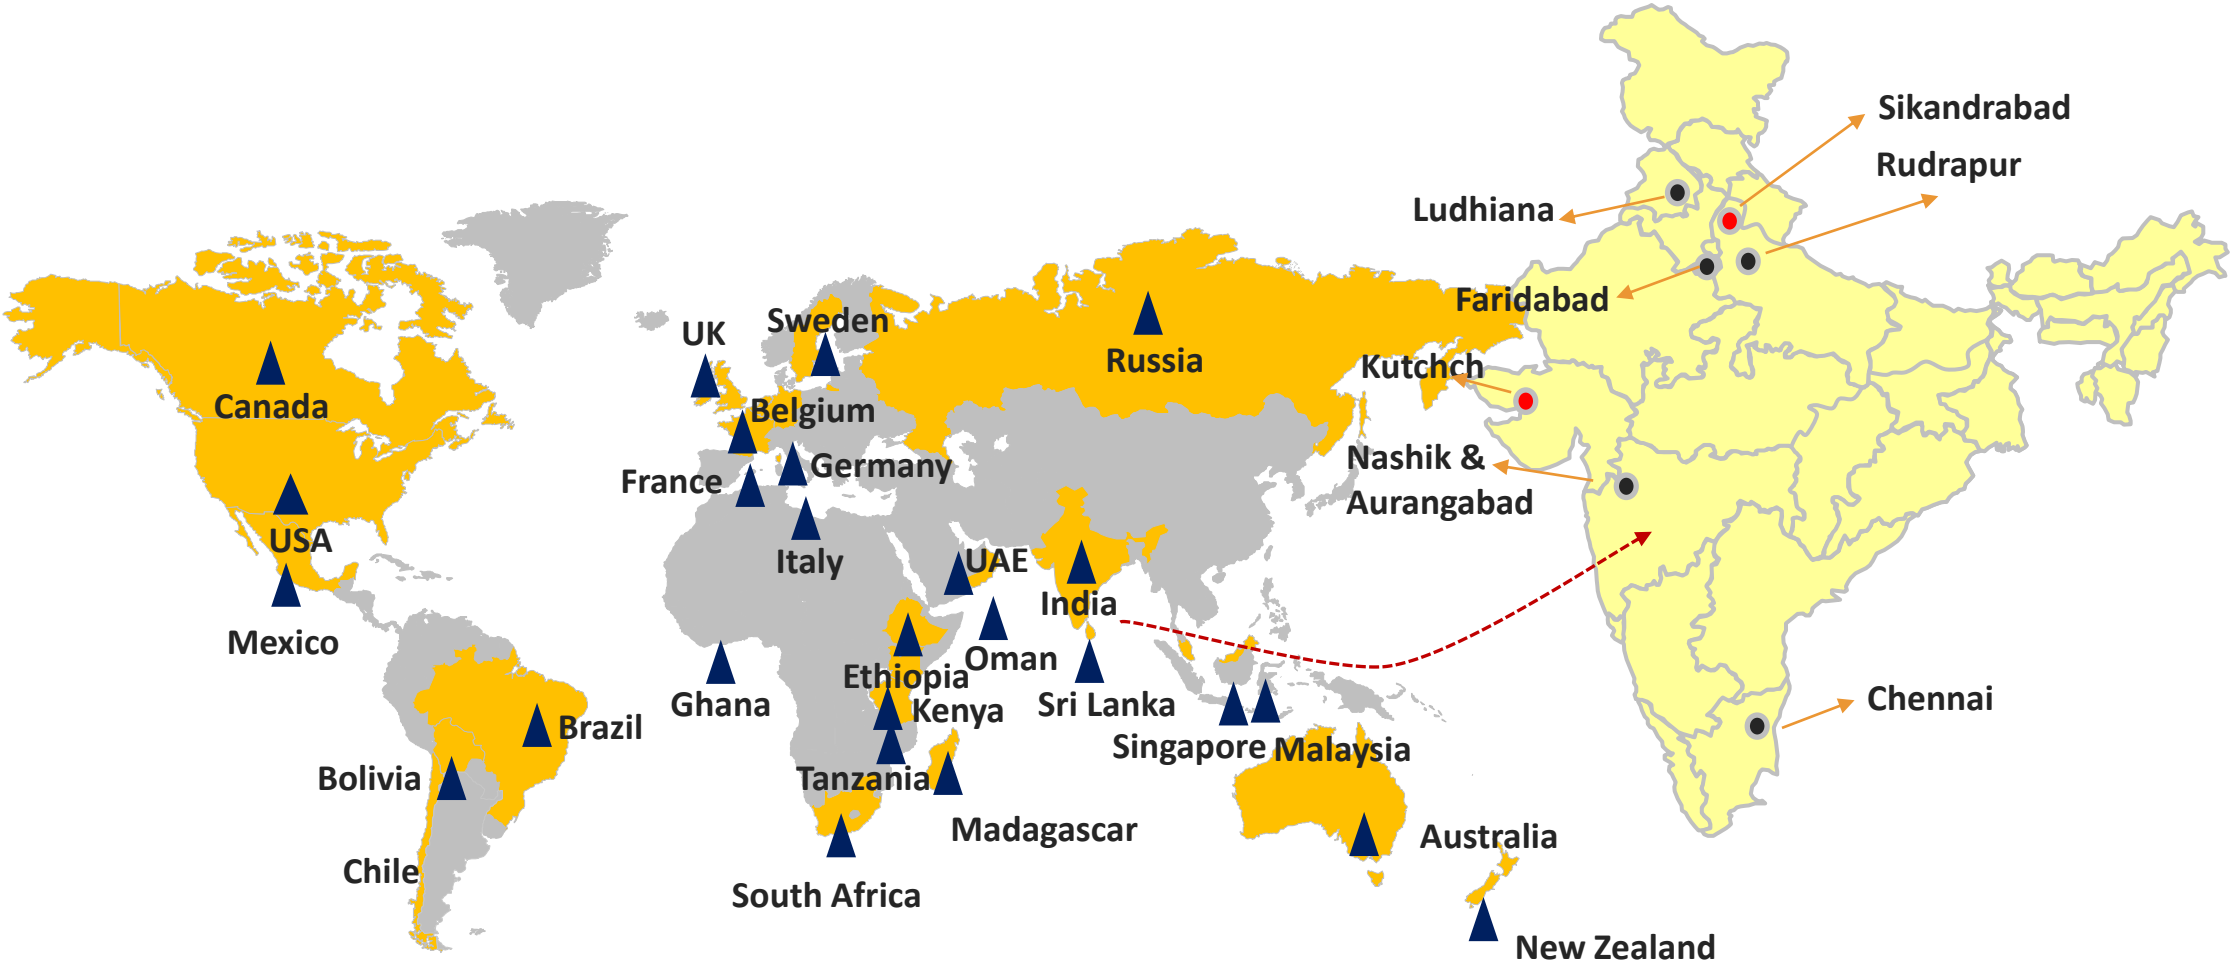 Sikandrabad
Rudrapur
Ludhiana
Faridabad
UK
Sweden
Russia
Kutchch
Canada
Belgium
Nashik &
Aurangabad
Germany
France
USA
Italy
UAE
India
Mexico
Oman
Ethiopia
Ghana
Kenya
Sri Lanka
Chennai
Brazil
Singapore
Malaysia
Bolivia
Tanzania
Madagascar
Australia
Chile
South Africa
New Zealand